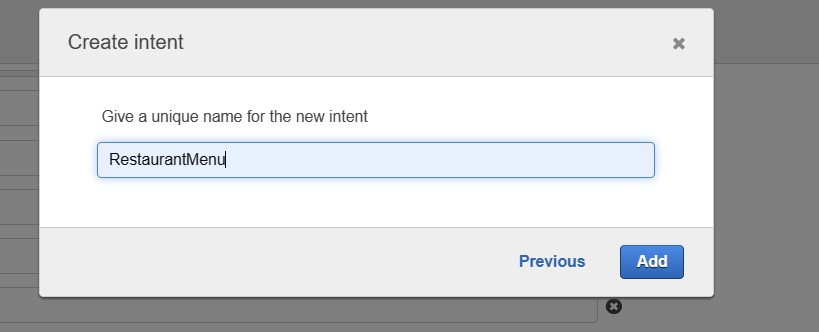 Create intent
Give a unique name for the new intent
RestaurantMenu
Previous Add